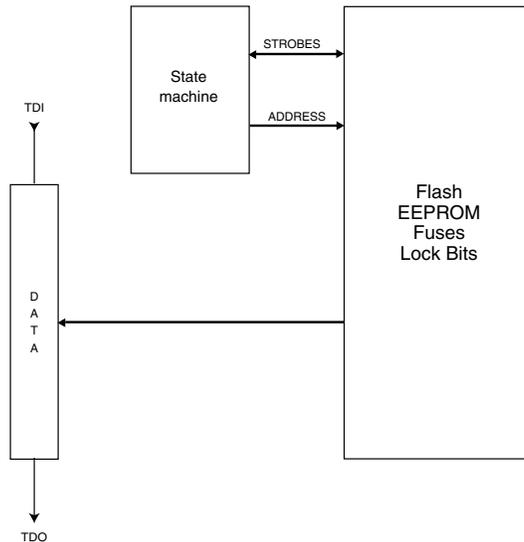 STROBES
State
machine
ADDRESS
TDI
Flash
EEPROM
Fuses
Lock Bits
D
A
T
A
TDO